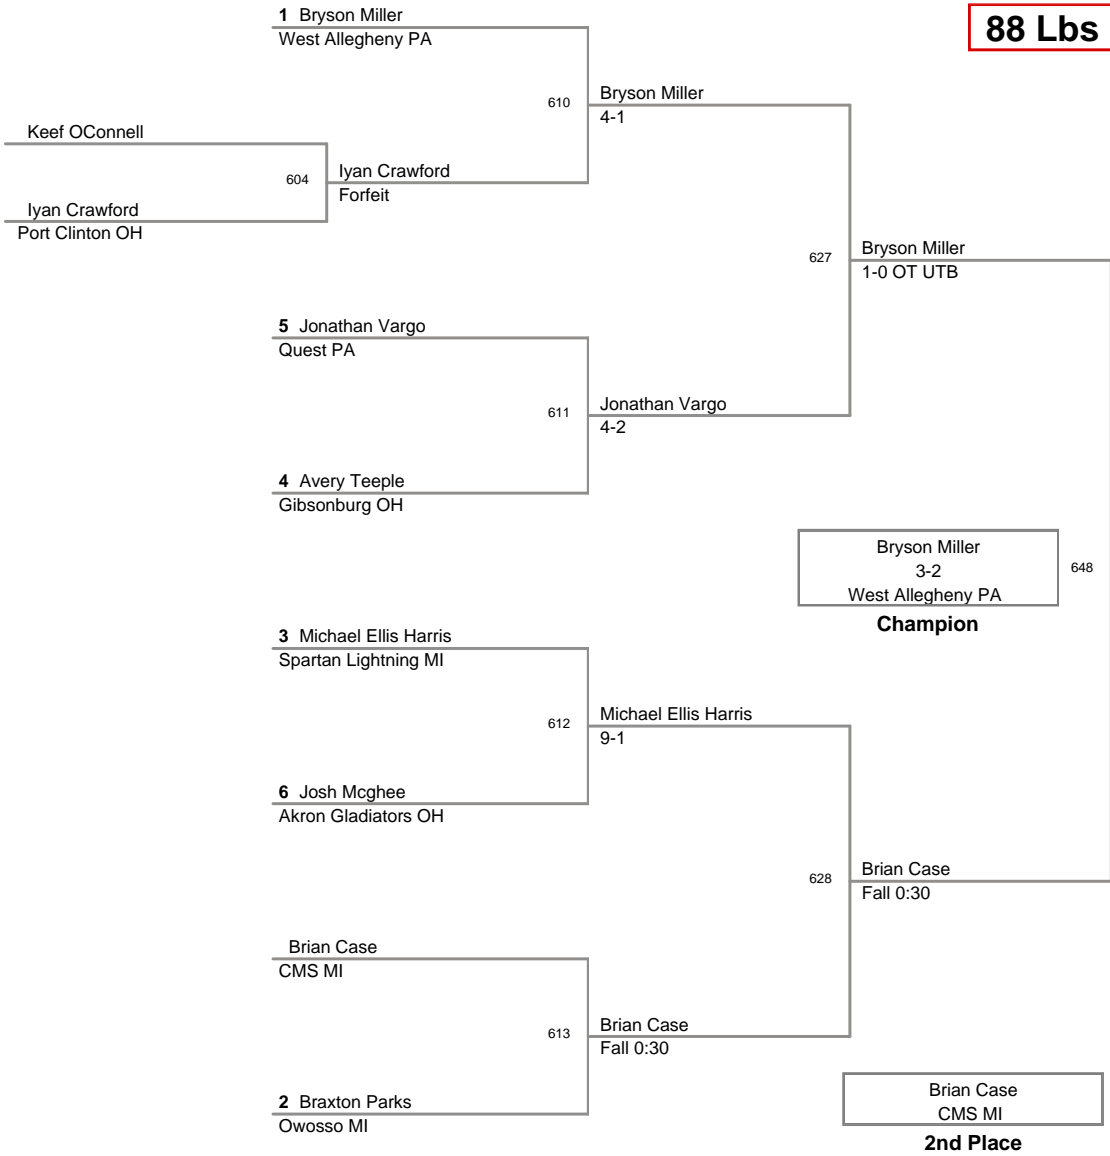 1 Bryson Miller
West Allegheny PA
88 Lbs
610
Bryson Miller
4-1
Keef OConnell
604
Iyan Crawford
Forfeit
Iyan Crawford
Port Clinton OH
627
Bryson Miller
1-0 OT UTB
5 Jonathan Vargo
Quest PA
611
Jonathan Vargo
4-2
4 Avery Teeple
Gibsonburg OH
Bryson Miller
3-2
West Allegheny PA
648
Champion
3 Michael Ellis Harris
Spartan Lightning MI
612
Michael Ellis Harris
9-1
6 Josh Mcghee
Akron Gladiators OH
628
Brian Case
Fall 0:30
Brian Case
CMS MI
613
Brian Case
Fall 0:30
2 Braxton Parks
Owosso MI
Brian Case
CMS MI
2nd Place